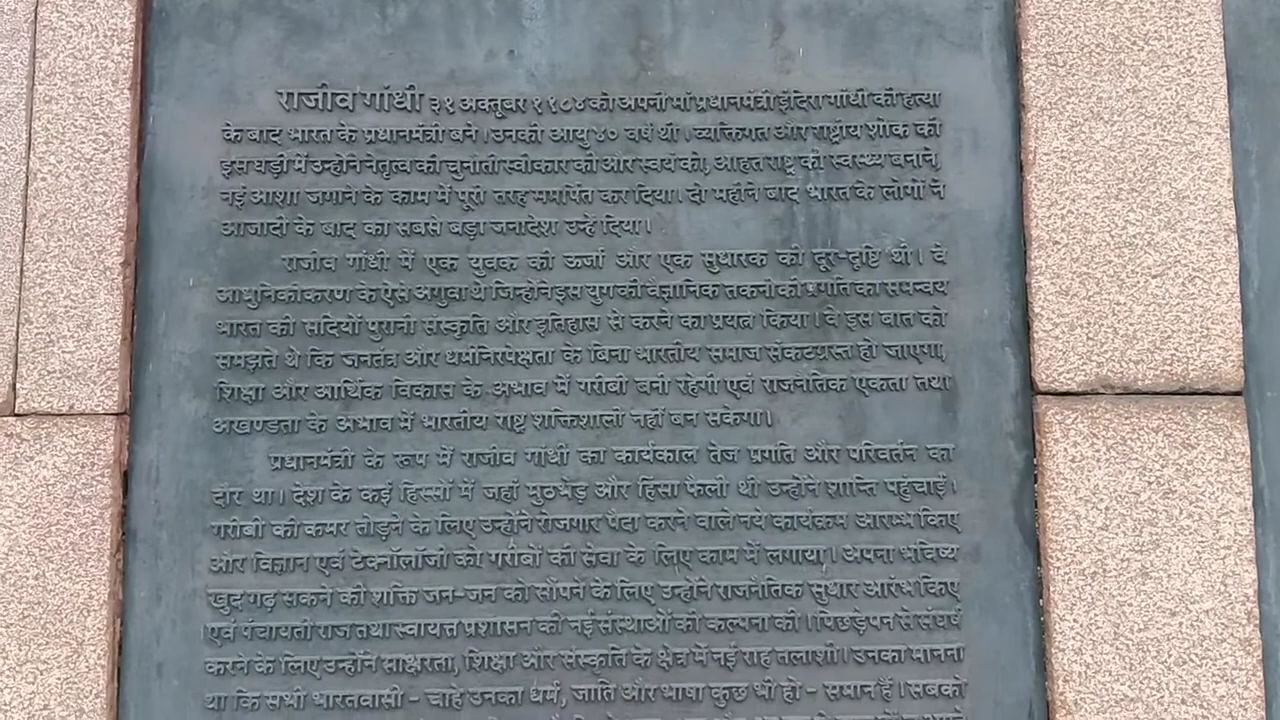 राजीव गांधी ३१ अक्तूबर १९८४ को अपनी मां प्रधानमंत्री इंदिरा गांधी की हत्या
के बाद भारत के प्रधानमंत्री बने। उनकी आयु ४० वर्ष थी। व्यक्तिगत और राष्ट्रीय शोक की
इस घड़ी में उन्होंने नेतृत्व की चुनौती स्वीकार की और स्वयं को, आहत राष्ट्र को स्वस्थ्य बनाने,
नई आशा जगाने के काम में पूरी तरह समर्पित कर दिया। दो महीने बाद भारत के लोगों ने
आजादी के बाद का सबसे बड़ा जनादेश उन्हें दिया।
राजीव गांधी में एक युवक की ऊर्जा और एक सुधारक की दूर-दृष्टि थी। वे
आधुनिकीकरण के ऐसे अगुवा थे जिन्होंने इस युग की वैज्ञानिक तकनीकी प्रगति का समन्वय
भारत की सदियों पुरानी संस्कृति और इतिहास से करने का प्रयत्न किया। वे इस बात को
समझते थे कि जनतंत्र और धर्मनिरपेक्षता के बिना भारतीय समाज संकटग्रस्त हो जाएगा,
शिक्षा और आर्थिक विकास के अभाव में गरीबी बनी रहेगी एवं राजनैतिक एकता तथा
अखण्डता के अभाव में भारतीय राष्ट्र शक्तिशाली नहीं बन सकेगा।
प्रधानमंत्री के रूप में राजीव गांधी का कार्यकाल तेज प्रगति और परिवर्तन का
दौर था। देश के कई हिस्सों में जहां मुठभेड़ और हिंसा फैली थी उन्होंने शान्ति पहुंचाई।
गरीबी की कमर तोड़ने के लिए उन्होंने रोजगार पैदा करने वाले नये कार्यक्रम आरम्भ किए
और विज्ञान एवं टेक्नॉलॉजी को गरीबों की सेवा के लिए काम में लगाया। अपना भविष्य
खुद गढ़ सकने की शक्ति जन-जन को सौंपने के लिए उन्होंने राजनैतिक सुधार आरंभ किए
एवं पंचायती राज तथा स्वायत्त प्रशासन की नई संस्थाओं की कल्पना की। पिछड़ेपन से संघर्ष
करने के लिए उन्होंने साक्षरता, शिक्षा और संस्कृति के क्षेत्र में नई राह तलाशी। उनका मानना
था कि सभी भारतवासी - चाहे उनका धर्म, जाति और भाषा कुछ भी हो - समान हैं। सबको